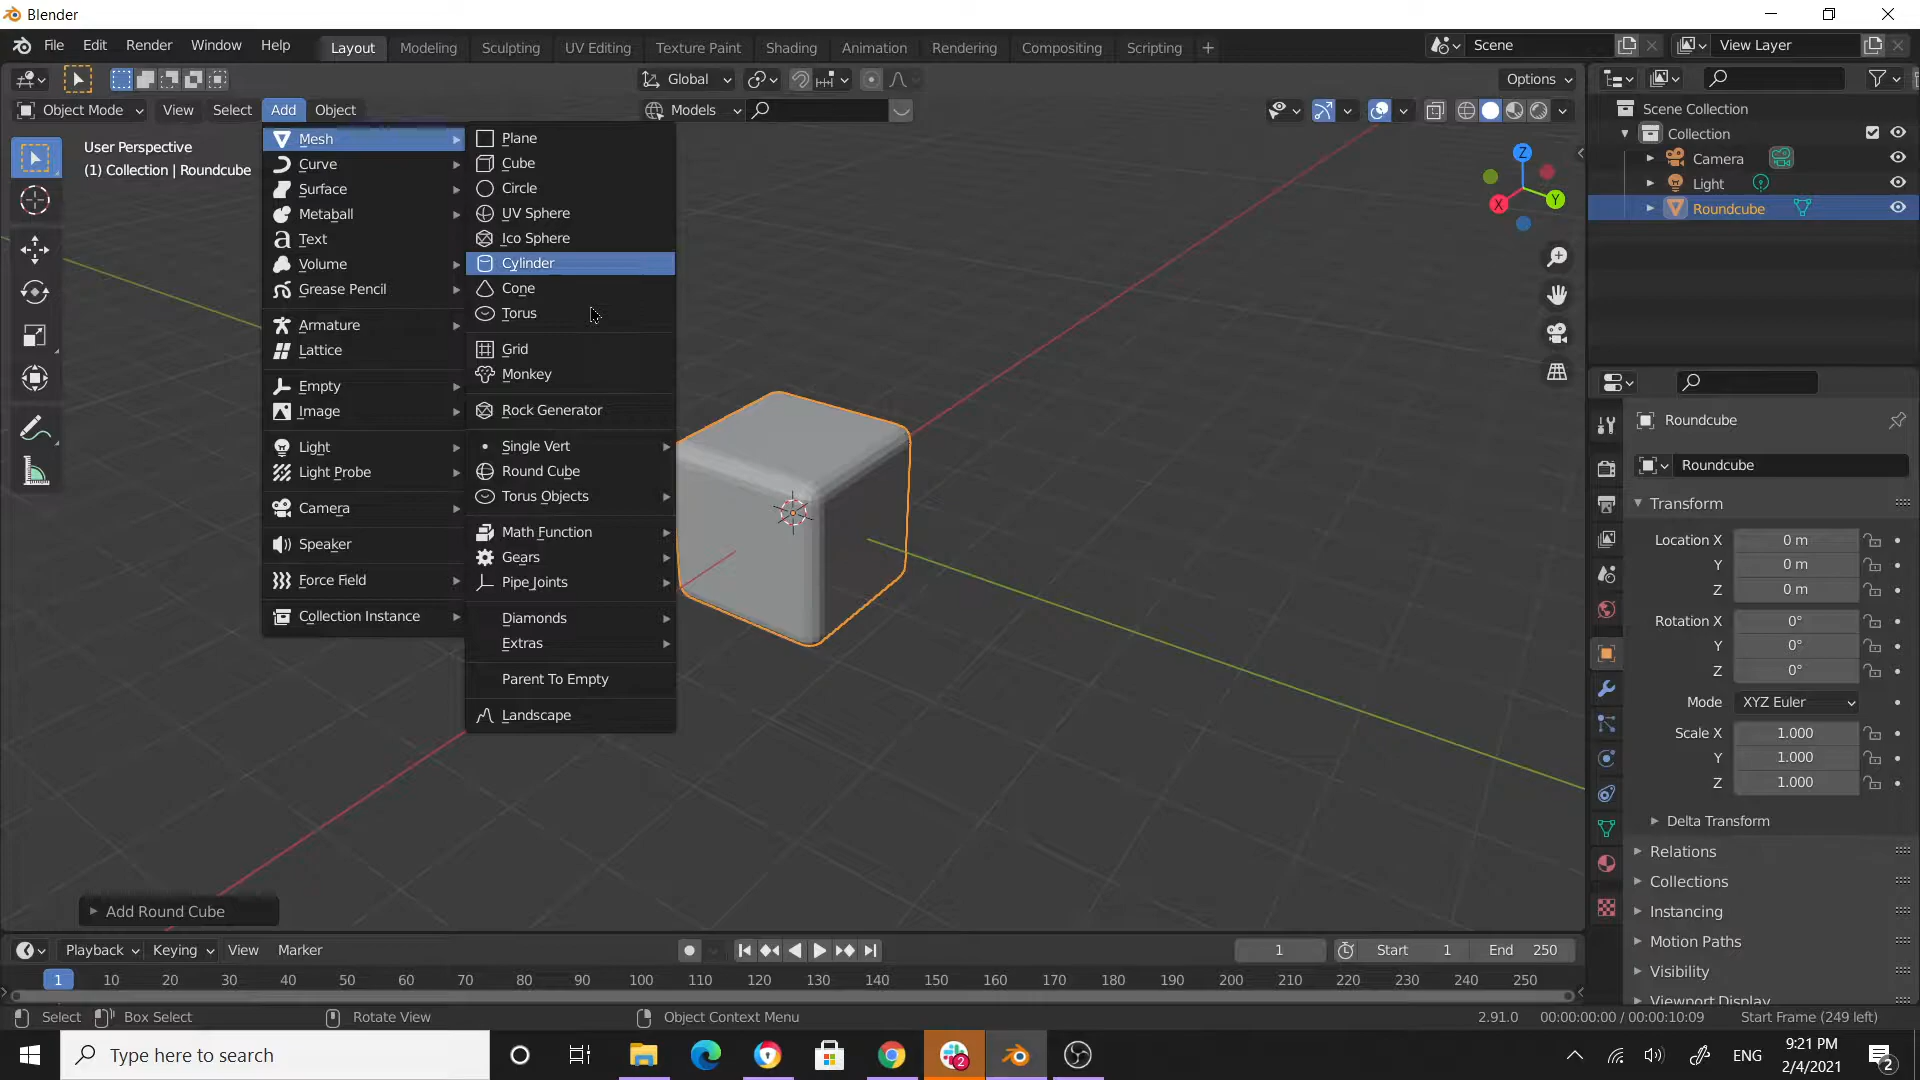 Blender
File Edit Render Window Help
Layout Modeling Sculpting UV Editing Texture Paint Shading Animation Rendering Compositing Scripting +
Scene
View Layer
Global
Options
Object Mode View Select Add Object
Models
User Perspective
(1) Collection | Roundcube
Mesh
Curve
Surface
Metaball
Text
Volume
Grease Pencil
Armature
Lattice
Empty
Image
Light
Light Probe
Camera
Speaker
Force Field
Collection Instance
Plane
Cube
Circle
UV Sphere
Ico Sphere
Cylinder
Cone
Torus
Grid
Monkey
Rock Generator
Single Vert
Round Cube
Torus Objects
Math Function
Gears
Pipe Joints
Diamonds
Extras
Parent To Empty
Landscape
Z
X
Y
Scene Collection
Collection
Camera
Light
Roundcube
Roundcube
Roundcube
Transform
Location X 0 m
Y 0 m
Z 0 m
Rotation X 0°
Y 0°
Z 0°
Mode XYZ Euler
Scale X 1.000
Y 1.000
Z 1.000
Delta Transform
Relations
Collections
Instancing
Motion Paths
Visibility
Viewport Display
Add Round Cube
Playback Keying View Marker
1
Start 1
End 250
1 10 20 30 40 50 60 70 80 90 100 110 120 130 140 150 160 170 180 190 200 210 220 230 240 250
Select Box Select Rotate View Object Context Menu
2.91.0 00:00:00:00 / 00:00:10:09 Start Frame (249 left)
Type here to search
2
ENG
9:21 PM
2/4/2021
2